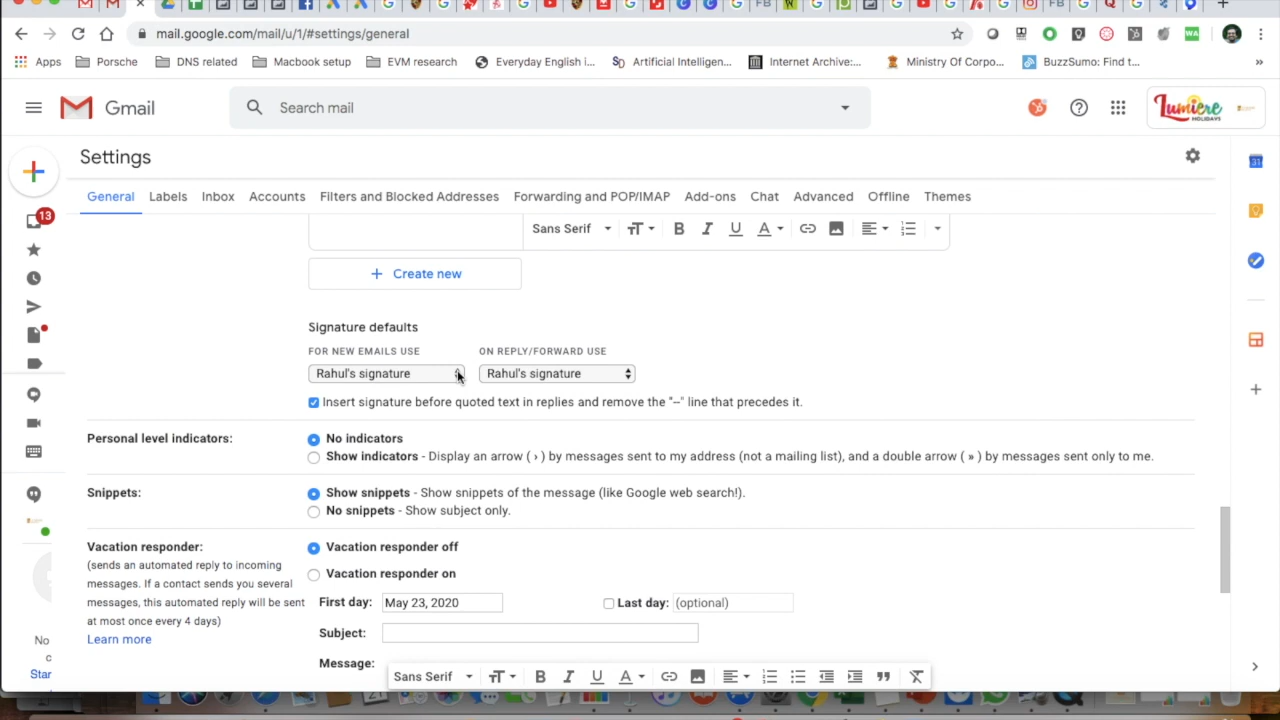 FB
W
FB
mail.google.com/mail/u/1/#settings/general
WA
Apps Porsche DNS related Macbook setup EVM research Everyday English i... Artificial Intelligen... Internet Archive:... Ministry Of Corpo... BuzzSumo: Find t... »
Gmail
Search mail
Lumiere
HOLIDAYS
Settings
General Labels Inbox Accounts Filters and Blocked Addresses Forwarding and POP/IMAP Add-ons Chat Advanced Offline Themes
13
Sans Serif
Create new
Signature defaults
FOR NEW EMAILS USE ON REPLY/FORWARD USE
Rahul's signature Rahul's signature
Insert signature before quoted text in replies and remove the "--" line that precedes it.
Personal level indicators: No indicators
Show indicators - Display an arrow ( › ) by messages sent to my address (not a mailing list), and a double arrow ( » ) by messages sent only to me.
Snippets: Show snippets - Show snippets of the message (like Google web search!).
No snippets - Show subject only.
Vacation responder: Vacation responder off
(sends an automated reply to incoming
messages. If a contact sends you several
messages, this automated reply will be sent
at most once every 4 days)
Learn more
Vacation responder on
First day: May 23, 2020 Last day: (optional)
Subject:
Message:
Sans Serif
No
c
Star